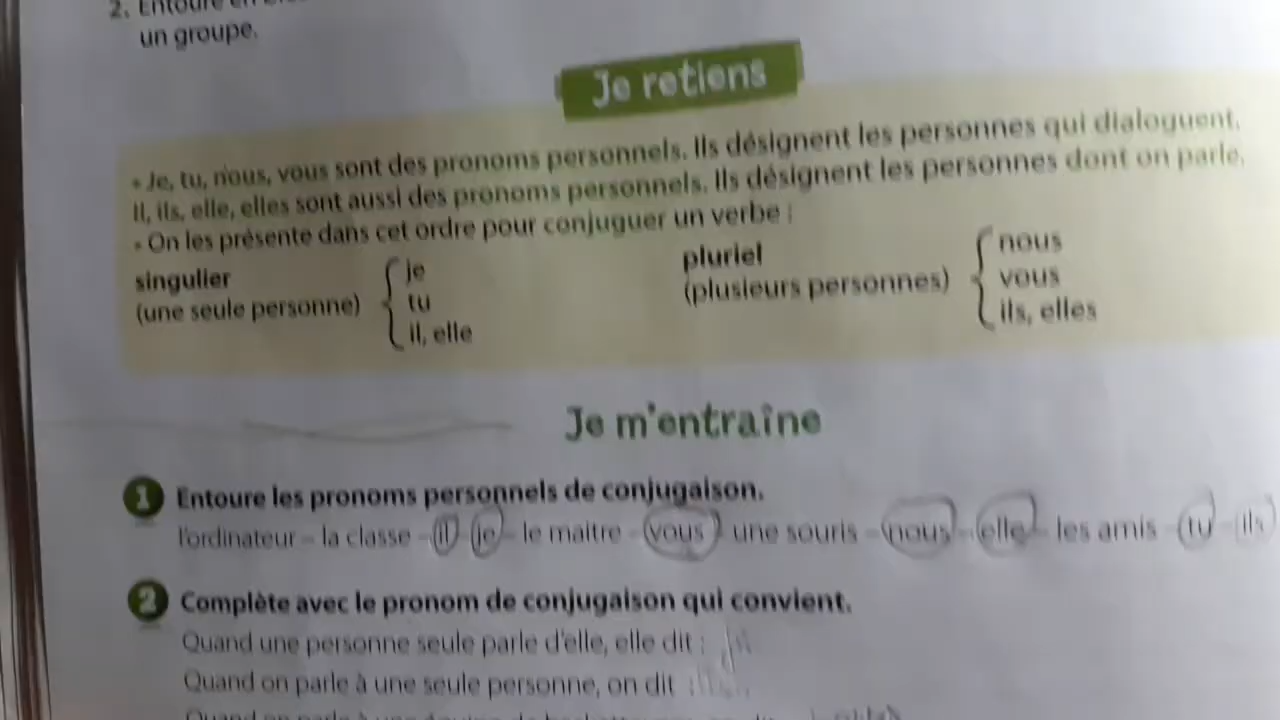 2. Entoure en
un groupe.
Je retiens
• Je, tu, nous, vous sont des pronoms personnels. Ils désignent les personnes qui dialoguent.
Il, ils, elle, elles sont aussi des pronoms personnels. Ils désignent les personnes dont on parle.
• On les présente dans cet ordre pour conjuguer un verbe :
singulier
(une seule personne)
je
tu
il, elle
pluriel
(plusieurs personnes)
nous
vous
ils, elles
Je m'entraîne
1 Entoure les pronoms personnels de conjugaison.
l'ordinateur – la classe – il – je – le maître – vous – une souris – nous – elle – les amis – tu – ils
2 Complète avec le pronom de conjugaison qui convient.
Quand une personne seule parle d'elle, elle dit :
Quand on parle à une seule personne, on dit